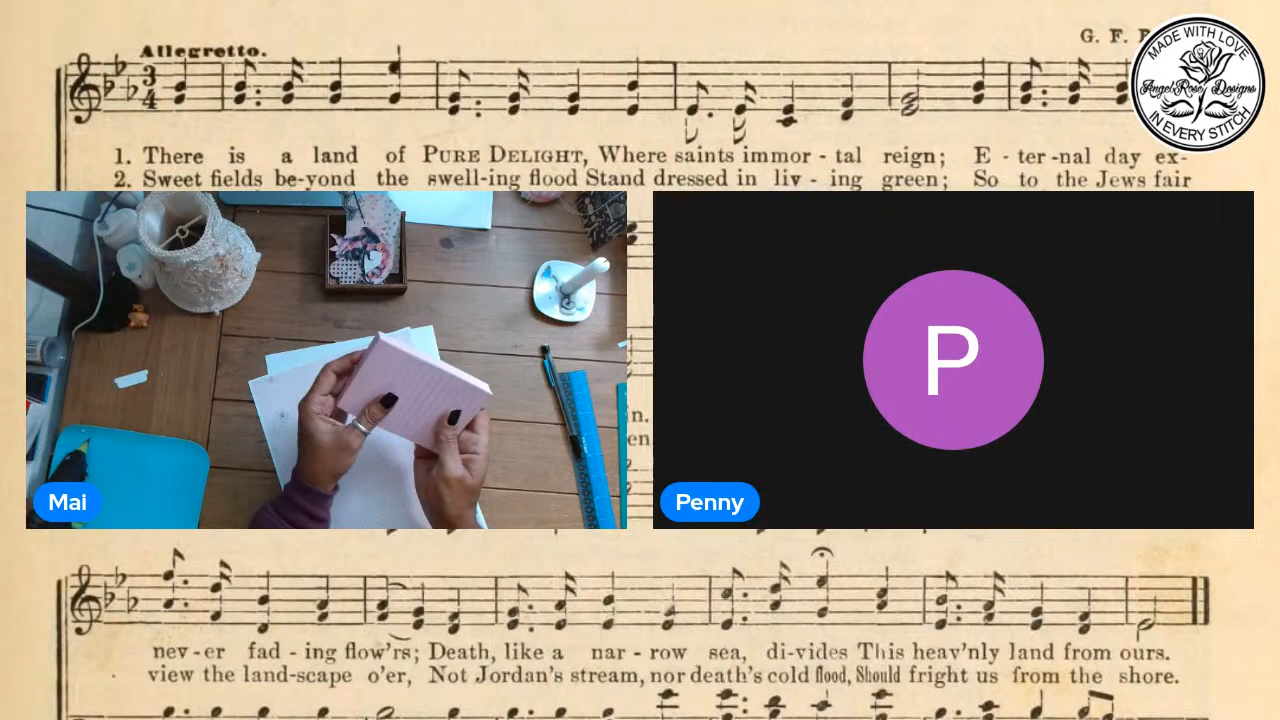 Allegretto.
G. F.
MADE WITH LOVE
AngelRose Designs
IN EVERY STITCH
3
4
1. There is a land of PURE DELIGHT, Where saints immor - tal reign; E - ter -nal day ex-
2. Sweet fields be-yond the swell-ing flood Stand dressed in liv - ing green; So to the Jews fair
P
Mai
Penny
nev-er fad - ing flow'rs; Death, like a nar - row sea, di-vides This heav'nly land from ours.
view the land-scape o'er, Not Jordan's stream, nor death's cold flood, Should fright us from the shore.